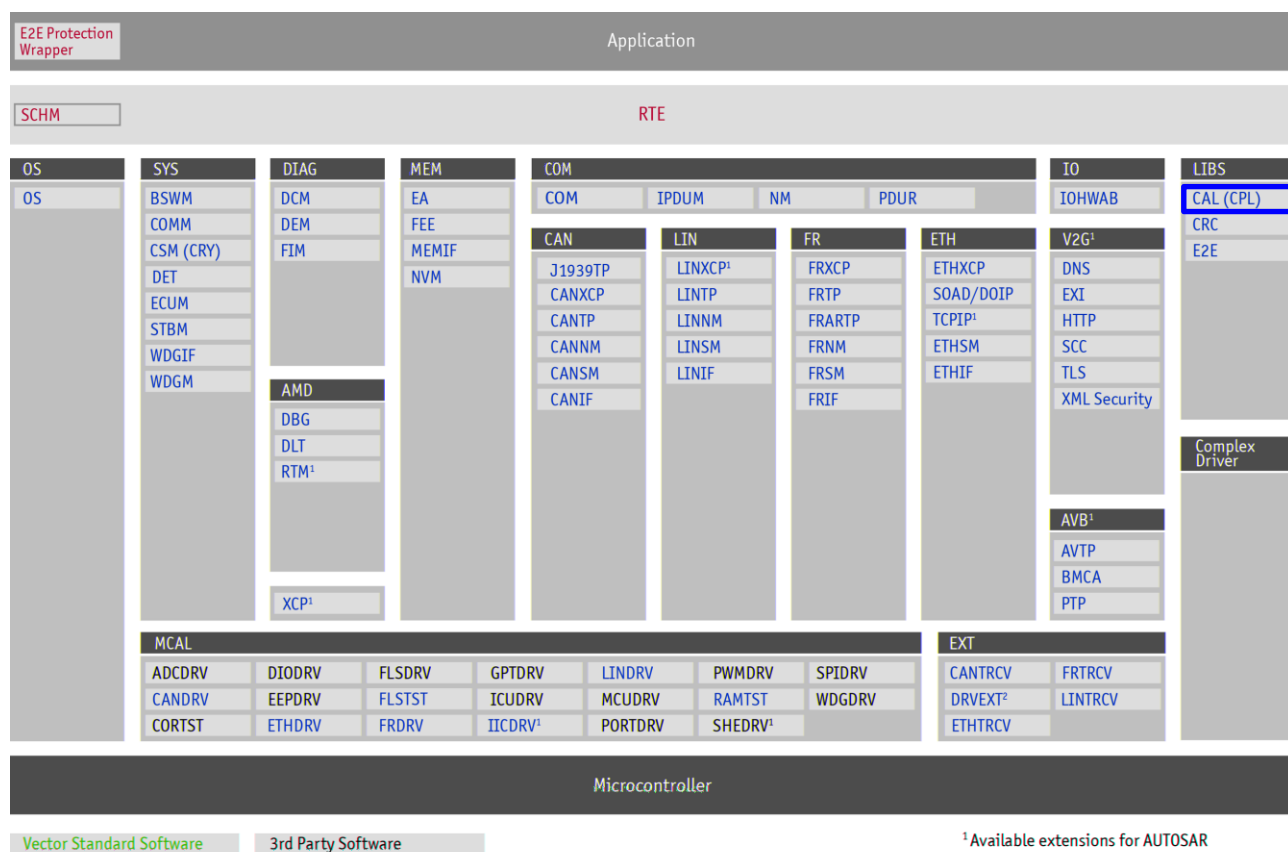 E2E Protection
Wrapper
Application
SCHM
RTE
OS
OS
SYS
BSWM
COMM
CSM (CRY)
DET
ECUM
STBM
WDGIF
WDGM
DIAG
DCM
DEM
FIM
AMD
DBG
DLT
RTM¹
XCP¹
MEM
EA
FEE
MEMIF
NVM
COM
COM IPDUM NM PDUR
CAN
J1939TP
CANXCP
CANTP
CANNM
CANSM
CANIF
LIN
LINXCP¹
LINTP
LINNM
LINSM
LINIF
FR
FRXCP
FRTP
FRARTP
FRNM
FRSM
FRIF
ETH
ETHXCP
SOAD/DOIP
TCPIP¹
ETHSM
ETHIF
IO
IOHWAB
V2G¹
DNS
EXI
HTTP
SCC
TLS
XML Security
AVB¹
AVTP
BMCA
PTP
LIBS
CAL (CPL)
CRC
E2E
Complex
Driver
MCAL
ADCDRV DIODRV FLSDRV GPTDRV LINDRV PWMDRV SPIDRV
CANDRV EEPDRV FLSTST ICUDRV MCUDRV RAMTST WDGDRV
CORTST ETHDRV FRDRV IICDRV¹ PORTDRV SHEDRV¹
EXT
CANTRCV FRTRCV
DRVEXT² LINTRCV
ETHTRCV
Microcontroller
Vector Standard Software 3rd Party Software
¹ Available extensions for AUTOSAR